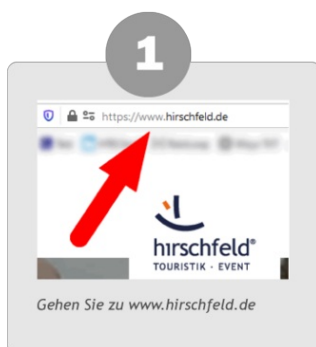 1
https://www.hirschfeld.de
hirschfeld®
TOURISTIK - EVENT
Gehen Sie zu www.hirschfeld.de